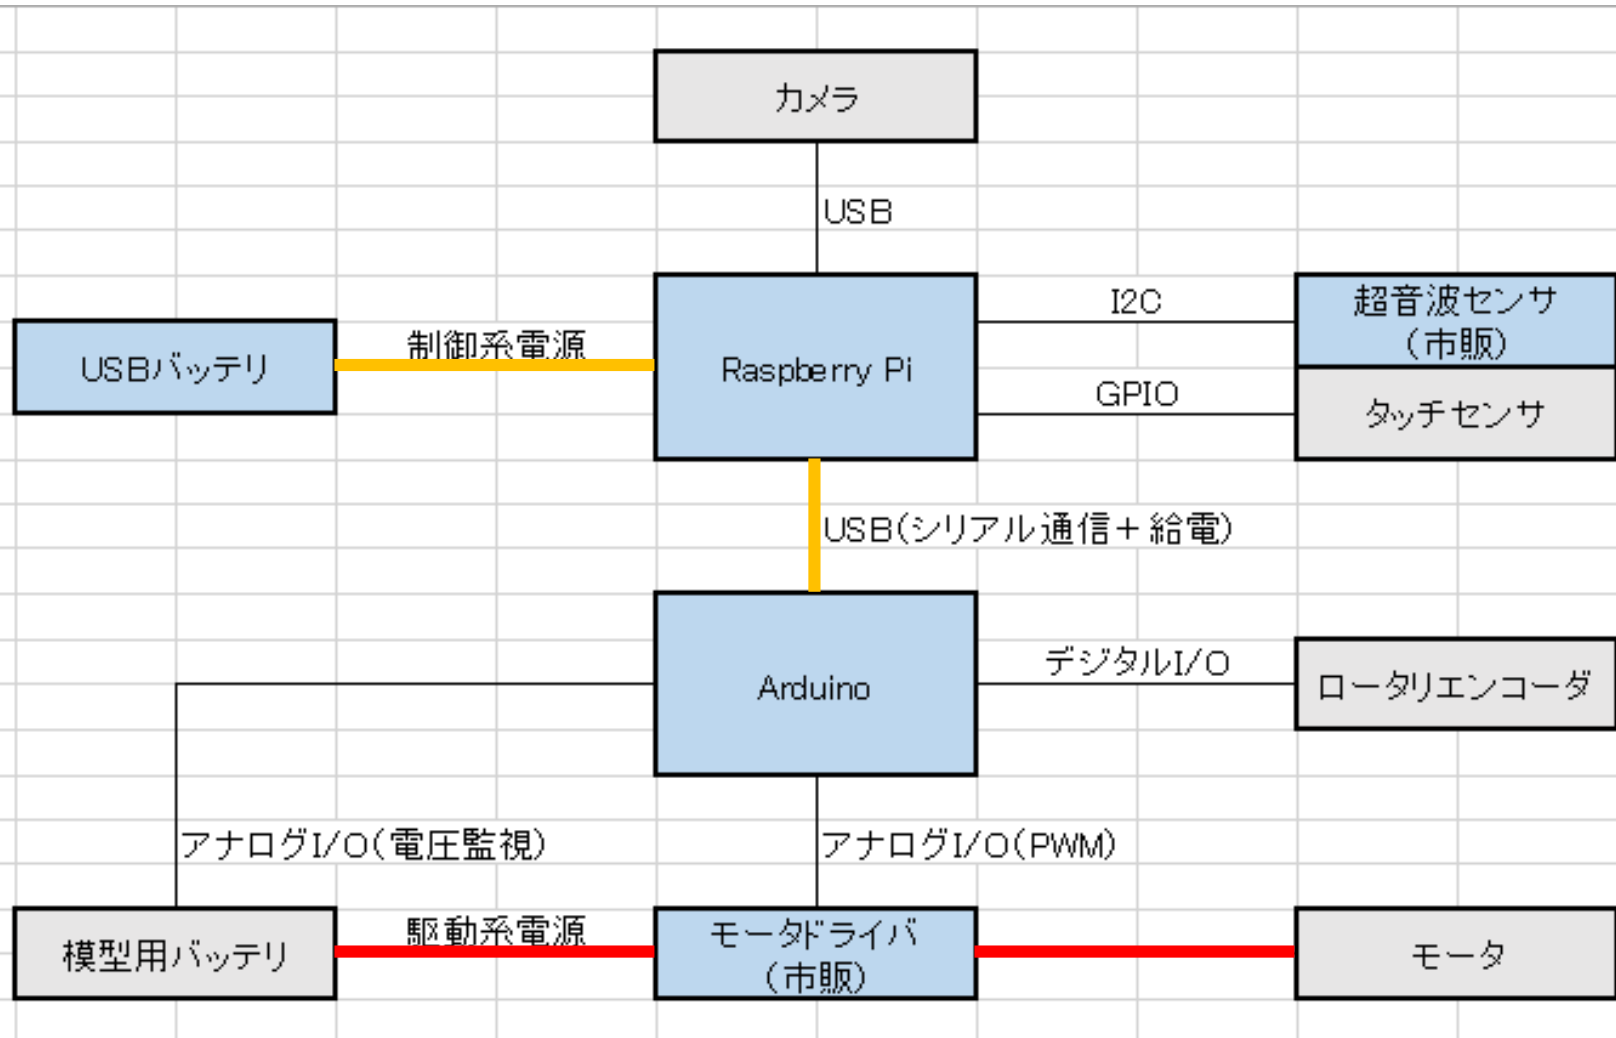 カメラ
USB
I2C
超音波センサ
(市販)
制御系電源
USBバッテリ
Raspberry Pi
GPIO
タッチセンサ
USB(シリアル通信+給電)
デジタルI/O
Arduino
ロータリエンコーダ
アナログI/O(電圧監視)
アナログI/O(PWM)
駆動系電源
模型用バッテリ
モータドライバ
(市販)
モータ